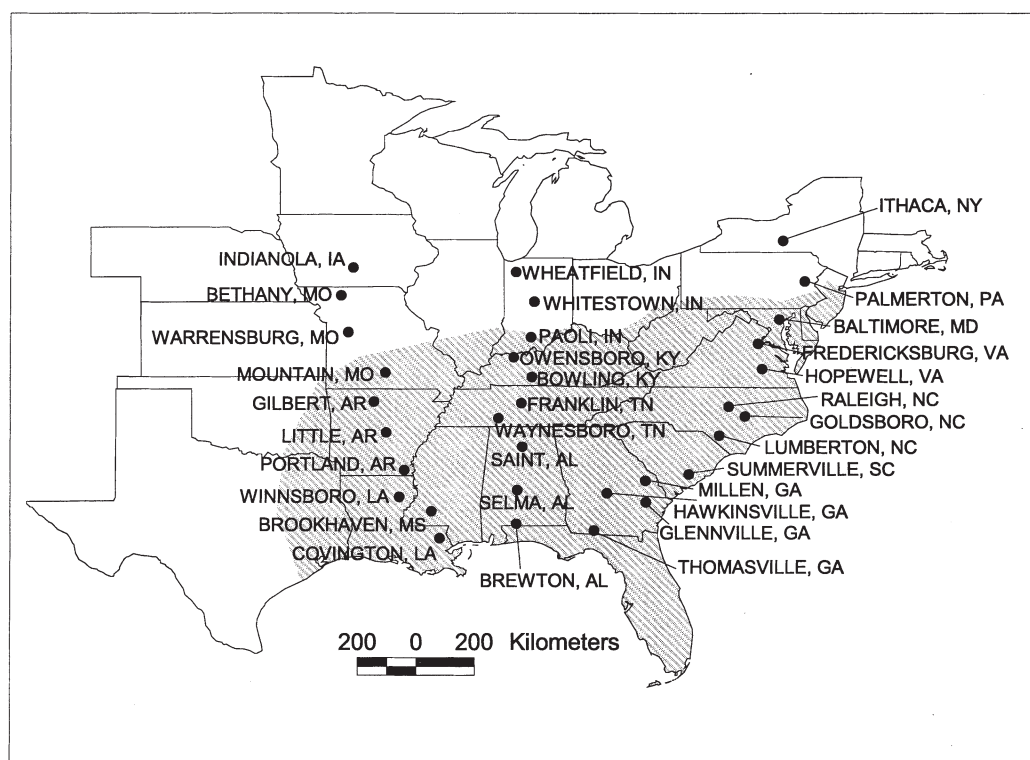 ITHACA, NY
INDIANOLA, IA
WHEATFIELD, IN
BETHANY, MO
WHITESTOWN, IN
PALMERTON, PA
WARRENSBURG, MO
PAOLI, IN
BALTIMORE, MD
OWENSBORO, KY
FREDERICKSBURG, VA
MOUNTAIN, MO
BOWLING, KY
HOPEWELL, VA
GILBERT, AR
FRANKLIN, TN
RALEIGH, NC
GOLDSBORO, NC
LITTLE, AR
WAYNESBORO, TN
LUMBERTON, NC
PORTLAND, AR
SAINT, AL
SUMMERVILLE, SC
WINNSBORO, LA
SELMA, AL
MILLEN, GA
HAWKINSVILLE, GA
BROOKHAVEN, MS
GLENNVILLE, GA
COVINGTON, LA
THOMASVILLE, GA
BREWTON, AL
200 0 200 Kilometers